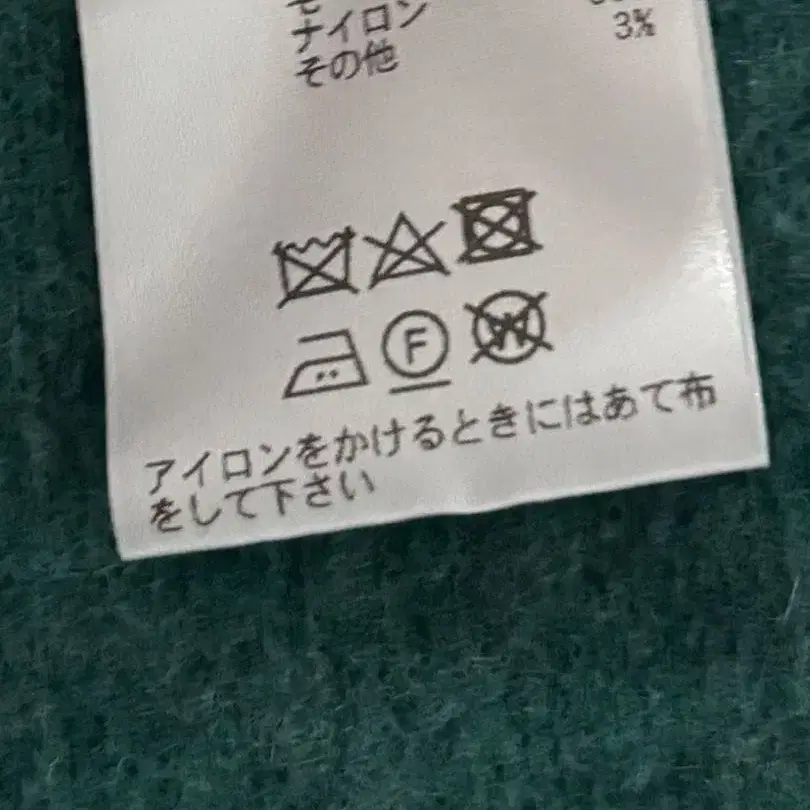 ナイロン
その他 3%
F
W
アイロンをかけるときにはあて布
をして下さい